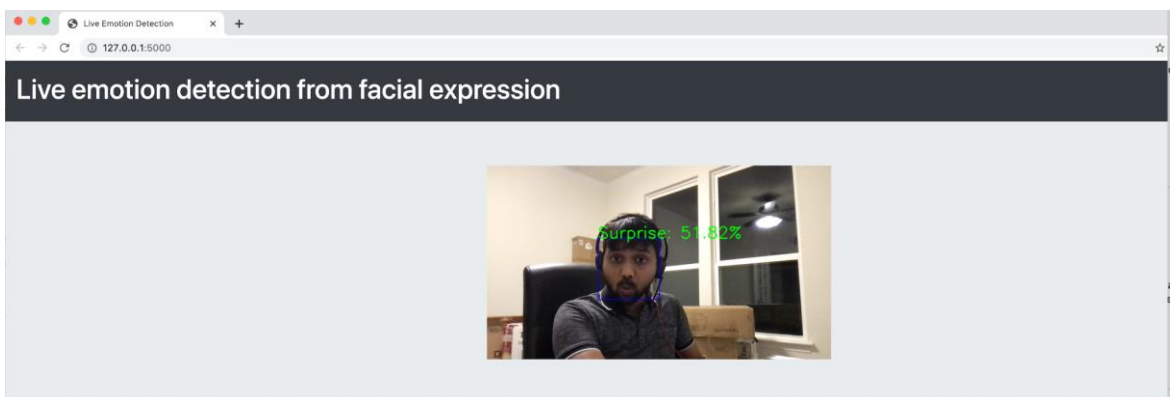 Live Emotion Detection
127.0.0.1:5000
Live emotion detection from facial expression
Surprise: 51.82%